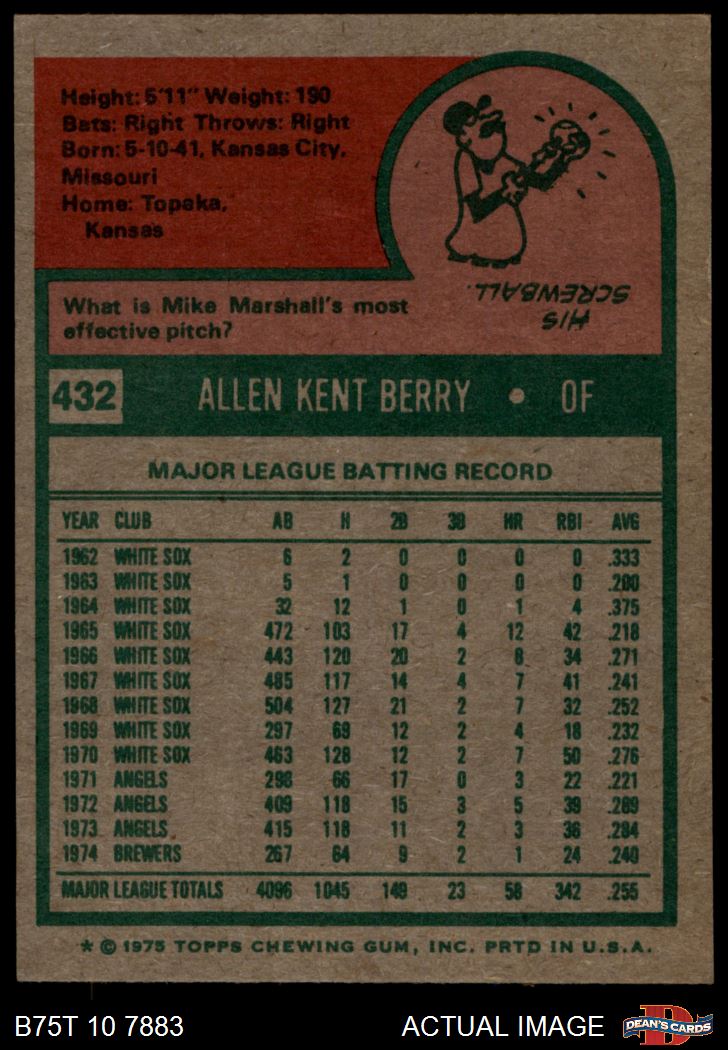 Height: 5'11" Weight: 190
Bats: Right Throws: Right
Born: 5-10-41, Kansas City,
Missouri
Home: Topeka,
Kansas
What is Mike Marshall's most
effective pitch?
HIS
SCREWBALL.
432 ALLEN KENT BERRY • OF
MAJOR LEAGUE BATTING RECORD
YEAR CLUB AB H 2B 3B HR RBI AVG
1962 WHITE SOX 6 2 0 0 0 0 .333
1963 WHITE SOX 5 1 0 0 0 0 .200
1964 WHITE SOX 32 12 1 0 1 4 .375
1965 WHITE SOX 472 103 17 4 12 42 .218
1966 WHITE SOX 443 120 20 2 8 34 .271
1967 WHITE SOX 485 117 14 4 7 41 .241
1968 WHITE SOX 504 127 21 2 7 32 .252
1969 WHITE SOX 297 69 12 2 4 18 .232
1970 WHITE SOX 463 128 12 2 7 50 .276
1971 ANGELS 298 66 17 0 3 22 .221
1972 ANGELS 409 118 15 3 5 39 .289
1973 ANGELS 415 118 11 2 3 36 .284
1974 BREWERS 267 64 9 2 1 24 .240
MAJOR LEAGUE TOTALS 4096 1045 149 23 58 342 .255
* © 1975 TOPPS CHEWING GUM, INC. PRTD IN U.S.A.
B75T 10 7883 ACTUAL IMAGE DEAN'S CARDS